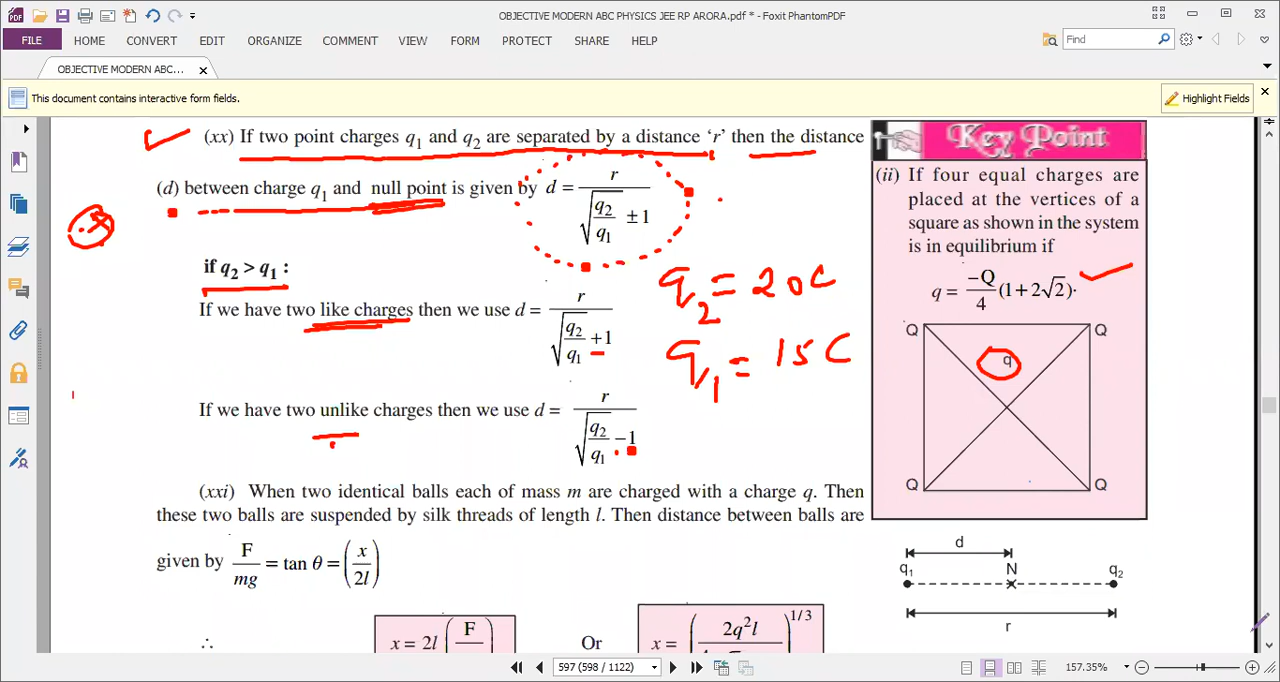 OBJECTIVE MODERN ABC PHYSICS JEE RP ARORA.pdf * - Foxit PhantomPDF
FILE HOME CONVERT EDIT ORGANIZE COMMENT VIEW FORM PROTECT SHARE HELP
Find
OBJECTIVE MODERN ABC...
This document contains interactive form fields.
Highlight Fields
(xx) If two point charges q₁ and q₂ are separated by a distance ‘r’ then the distance
(d) between charge q₁ and null point is given by d = r / (√(q₂/q₁) ± 1)
if q₂ > q₁ :
If we have two like charges then we use d = r / (√(q₂/q₁) + 1)
q₂ = 20C
q₁ = 15C
If we have two unlike charges then we use d = r / (√(q₂/q₁) − 1)
(xxi) When two identical balls each of mass m are charged with a charge q. Then
these two balls are suspended by silk threads of length l. Then distance between balls are
given by F/mg = tan θ = (x/2l)
∴ x = 2l (F Or x = (2q²l )^1/3
Key Point
(ii) If four equal charges are
placed at the vertices of a
square as shown in the system
is in equilibrium if
q = −Q/4 (1+2√2).
Q Q
q
Q Q
d
q₁ N q₂
r
597 (598 / 1122)
157.35%